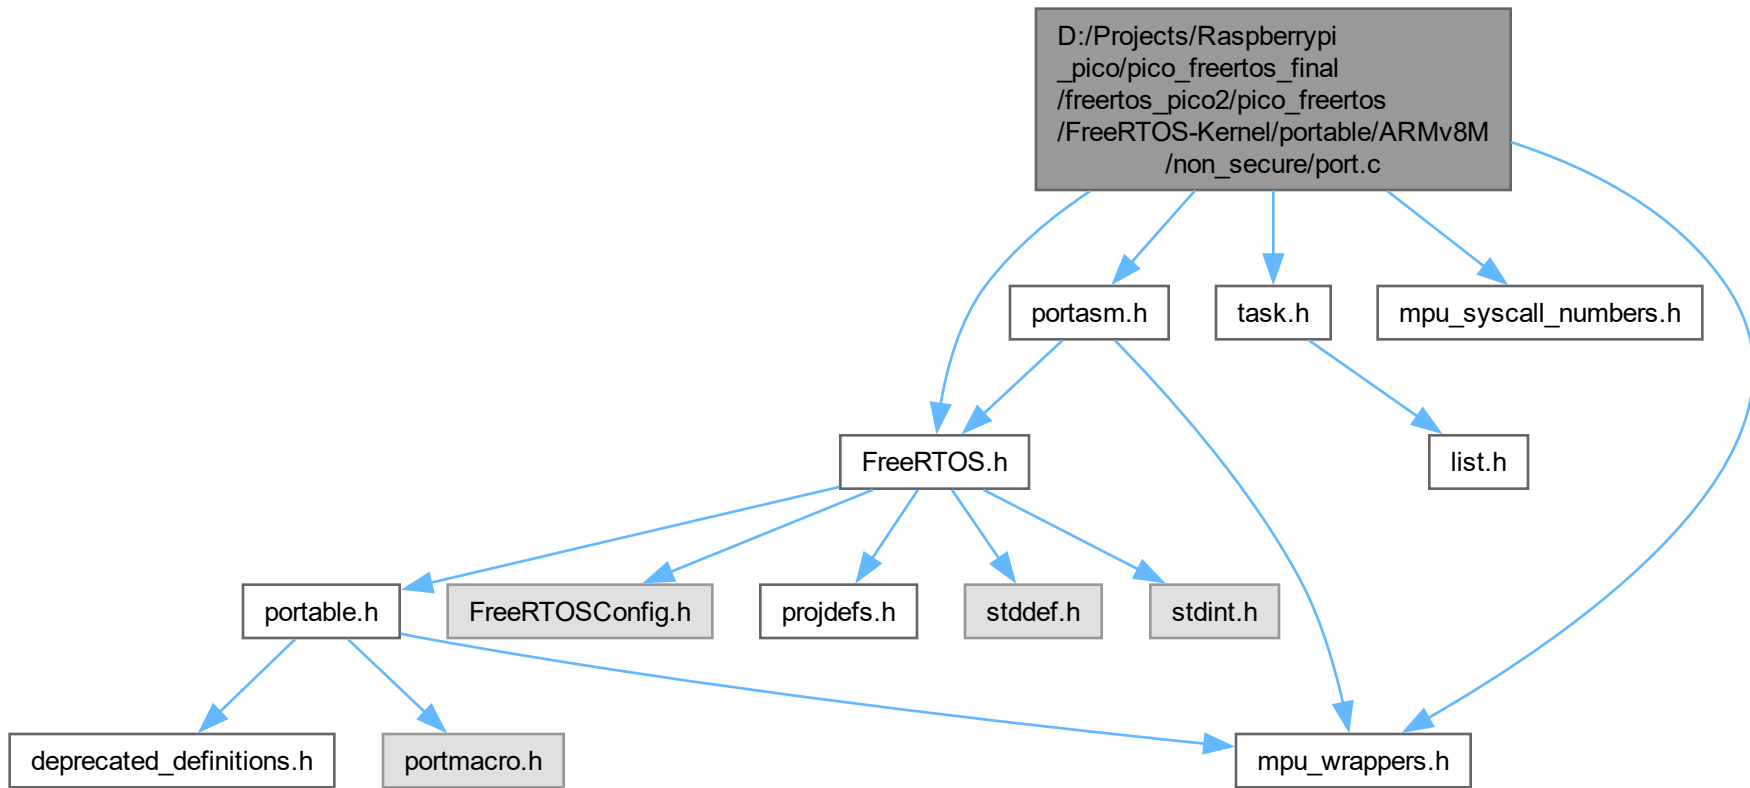 D:/Projects/Raspberrypi
_pico/pico_freertos_final
/freertos_pico2/pico_freertos
/FreeRTOS-Kernel/portable/ARMv8M
/non_secure/port.c
portasm.h
task.h
mpu_syscall_numbers.h
FreeRTOS.h
list.h
portable.h
FreeRTOSConfig.h
projdefs.h
stddef.h
stdint.h
deprecated_definitions.h
portmacro.h
mpu_wrappers.h